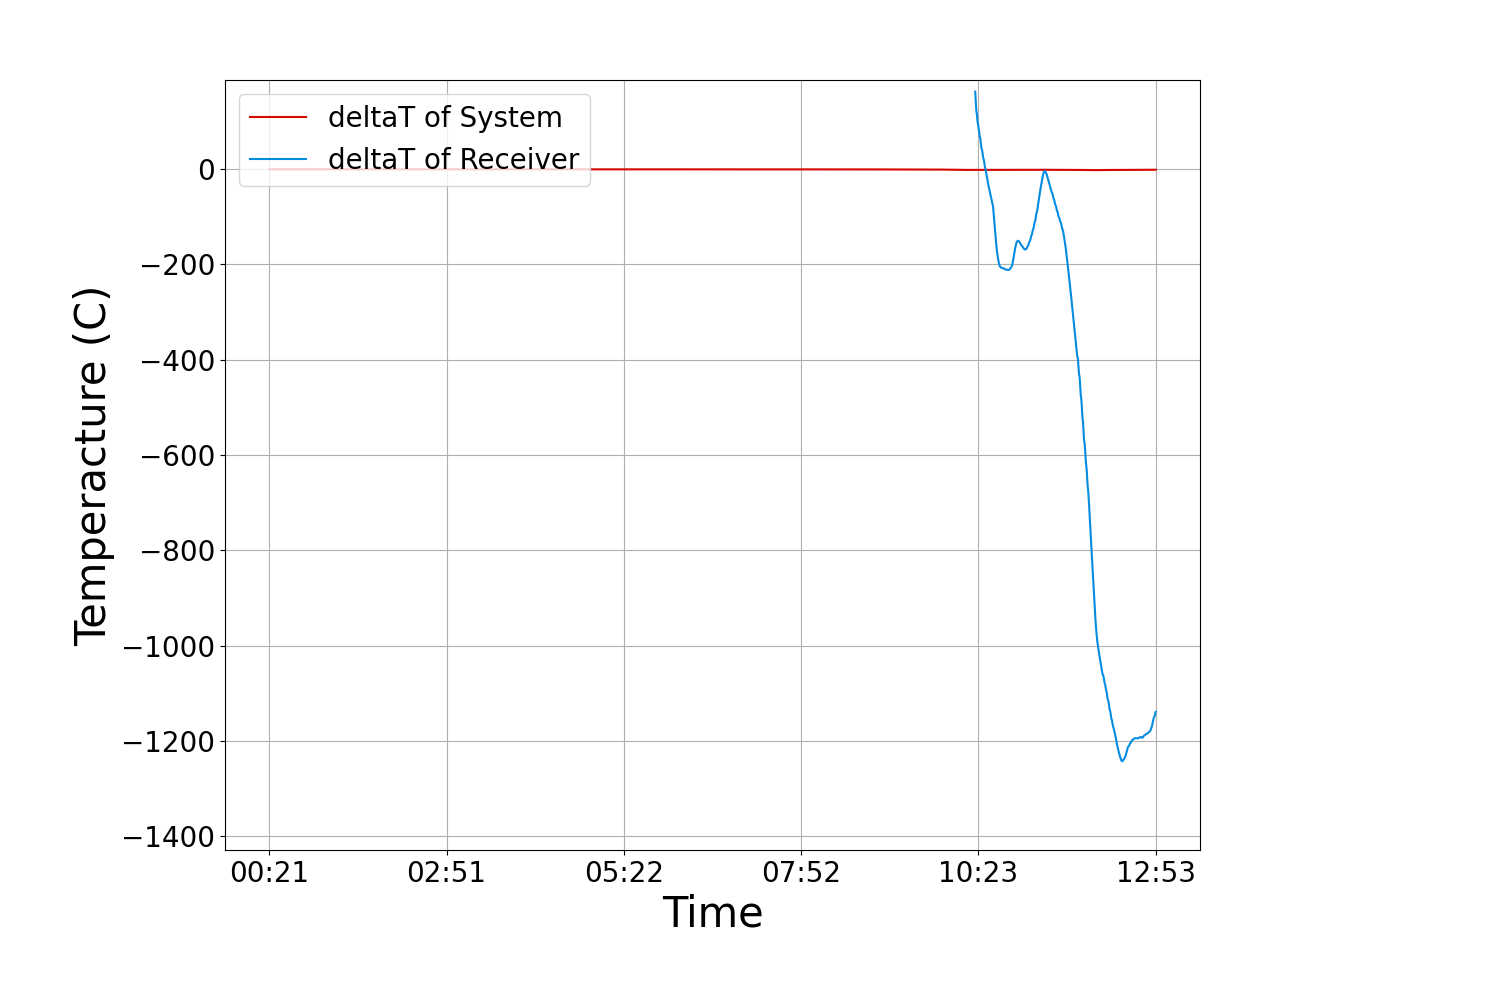 deltaT of System
deltaT of Receiver
0
−200
−400
−600
−800
−1000
−1200
−1400
Temperacture (C)
00:21 02:51 05:22 07:52 10:23 12:53
Time